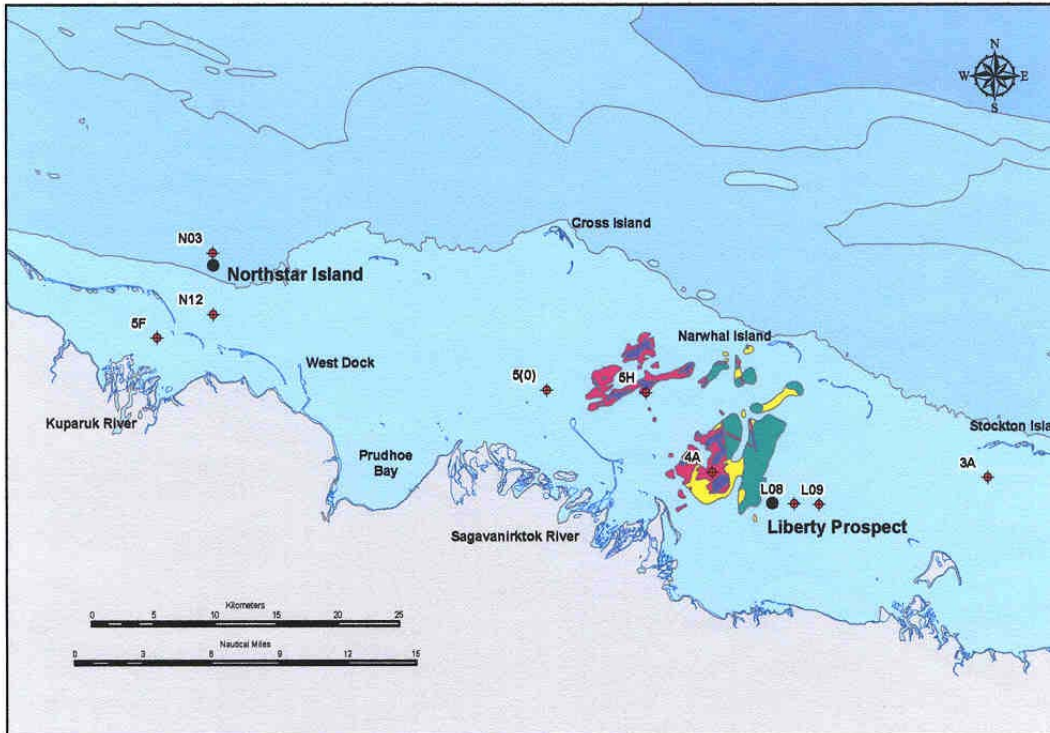 N
W E
S
Cross Island
N03
Northstar Island
N12
5F
Narwhal Island
West Dock
5(0)
5H
Kuparuk River
Stockton Isla
Prudhoe
Bay
4A
3A
L08 L09
Liberty Prospect
Sagavanirktok River
Kilometers
0 5 10 15 20 25
Nautical Miles
0 3 6 9 12 15